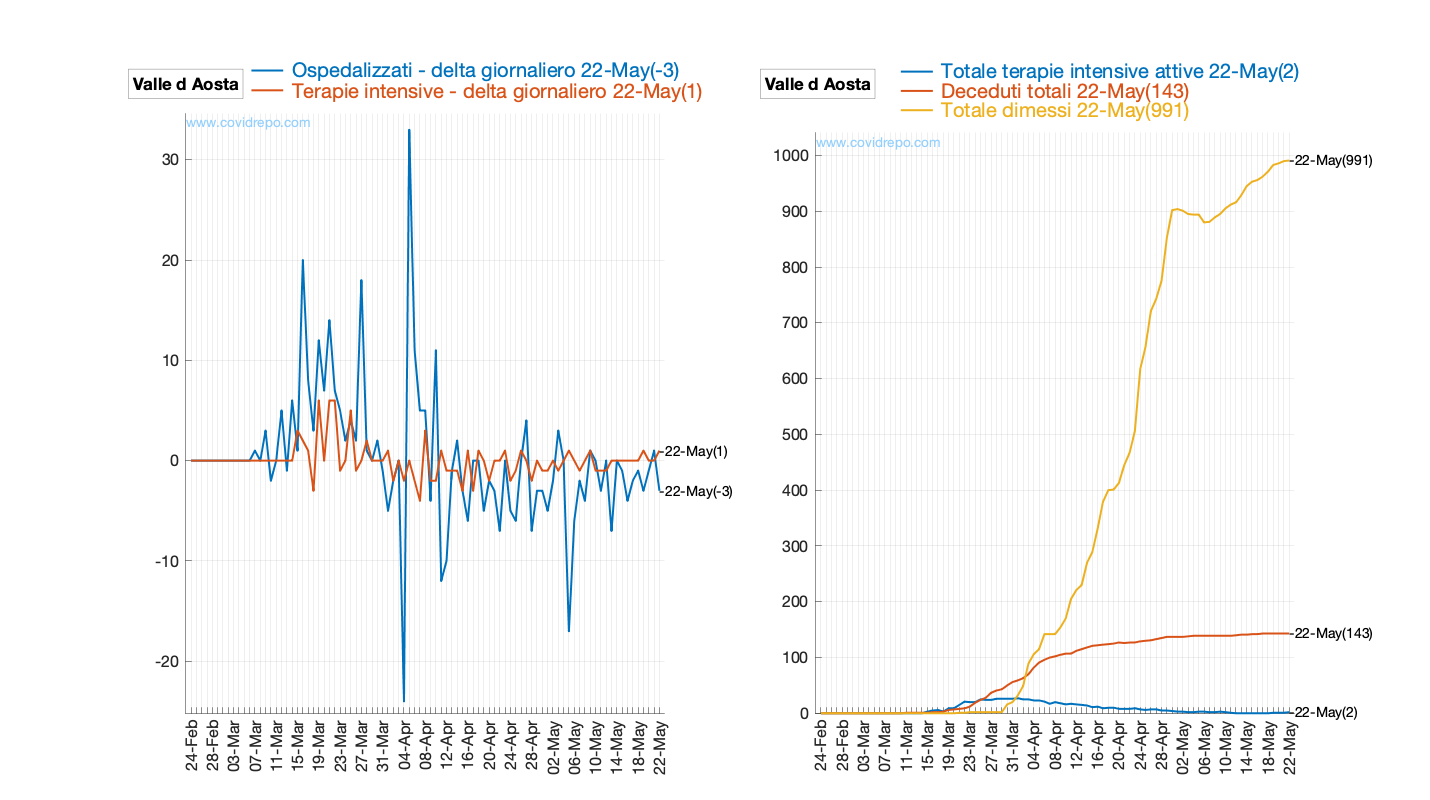 Valle d Aosta
Ospedalizzati - delta giornaliero 22-May(-3)
Terapie intensive - delta giornaliero 22-May(1)
www.covidrepo.com
30
20
10
0
-10
-20
22-May(1)
22-May(-3)
24-Feb
28-Feb
03-Mar
07-Mar
11-Mar
15-Mar
19-Mar
23-Mar
27-Mar
31-Mar
04-Apr
08-Apr
12-Apr
16-Apr
20-Apr
24-Apr
28-Apr
02-May
06-May
10-May
14-May
18-May
22-May
Valle d Aosta
Totale terapie intensive attive 22-May(2)
Deceduti totali 22-May(143)
Totale dimessi 22-May(991)
www.covidrepo.com
1000
900
800
700
600
500
400
300
200
100
0
22-May(991)
22-May(143)
22-May(2)
24-Feb
28-Feb
03-Mar
07-Mar
11-Mar
15-Mar
19-Mar
23-Mar
27-Mar
31-Mar
04-Apr
08-Apr
12-Apr
16-Apr
20-Apr
24-Apr
28-Apr
02-May
06-May
10-May
14-May
18-May
22-May